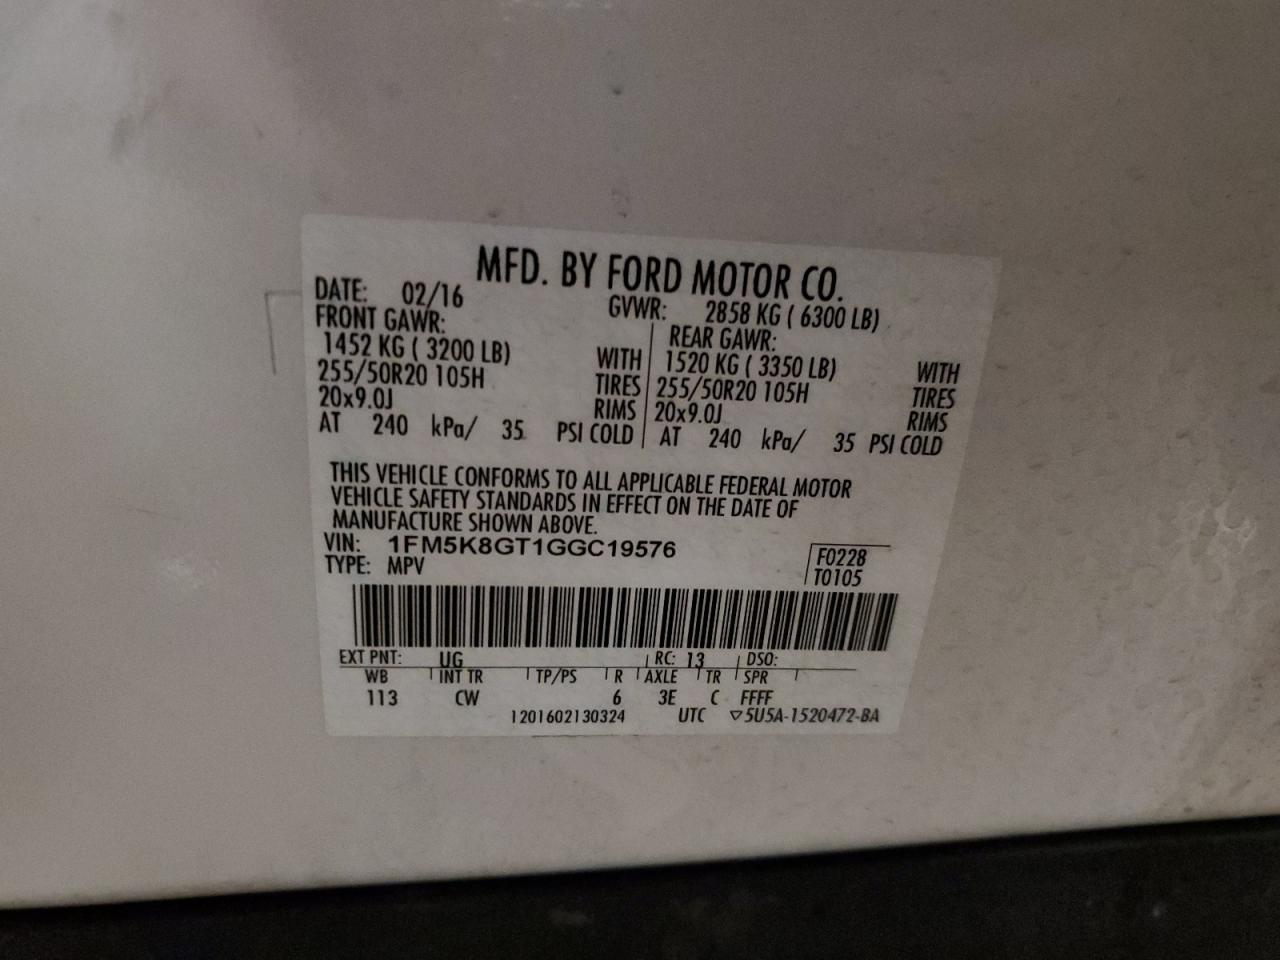 MFD. BY FORD MOTOR CO.
DATE: 02/16 GVWR: 2858 KG ( 6300 LB)
FRONT GAWR: REAR GAWR:
1452 KG ( 3200 LB) WITH 1520 KG ( 3350 LB) WITH
255/50R20 105H TIRES 255/50R20 105H TIRES
20x9.0J RIMS 20x9.0J RIMS
AT 240 kPa/ 35 PSI COLD AT 240 kPa/ 35 PSI COLD
THIS VEHICLE CONFORMS TO ALL APPLICABLE FEDERAL MOTOR
VEHICLE SAFETY STANDARDS IN EFFECT ON THE DATE OF
MANUFACTURE SHOWN ABOVE.
VIN: 1FM5K8GT1GGC19576 F0228
TYPE: MPV T0105
EXT PNT: UG RC: 13 DSO:
WB INT TR TP/PS R AXLE TR SPR
113 CW 6 3E C FFFF
1201602130324 UTC ▽5U5A-1520472-BA